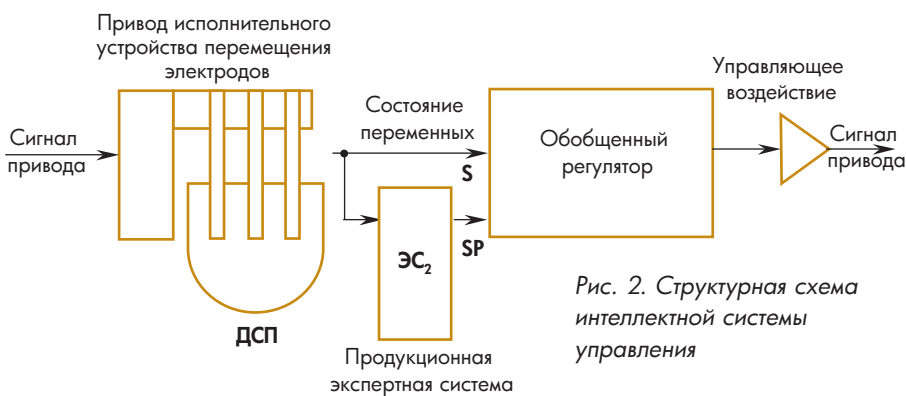 Привод исполнительного
устройства перемещения
электродов
Сигнал
привода
ДСП
Состояние
переменных
S
SP
ЭС₂
Продукционная
экспертная система
Обобщенный
регулятор
Управляющее
воздействие
Сигнал
привода
Рис. 2. Структурная схема
интеллектной системы
управления